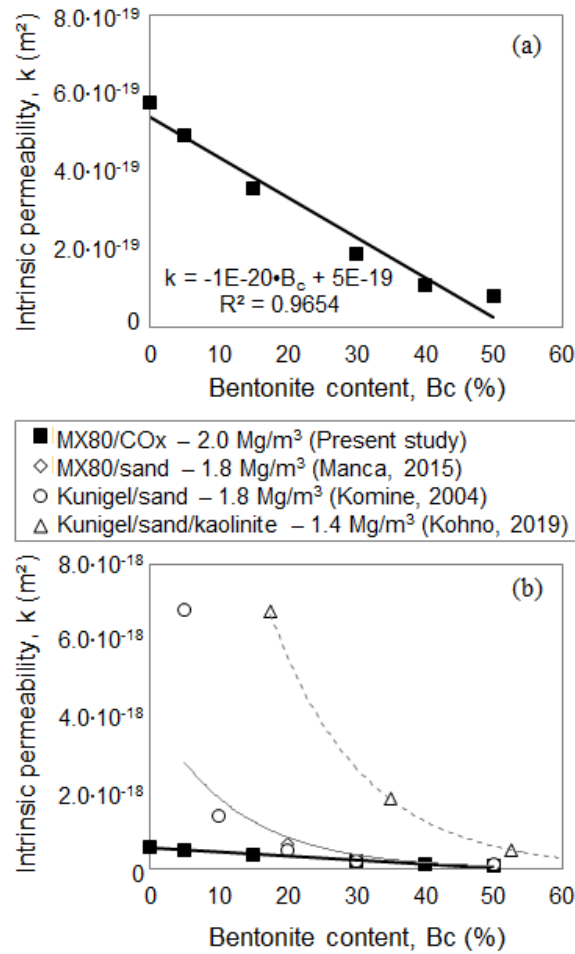 8.0·10⁻¹⁹
(a)
6.0·10⁻¹⁹
4.0·10⁻¹⁹
2.0·10⁻¹⁹
0
Intrinsic permeability, k (m²)
k = -1E-20•B꜀ + 5E-19
R² = 0.9654
0 10 20 30 40 50 60
Bentonite content, Bc (%)
MX80/COx – 2.0 Mg/m³ (Present study)
MX80/sand – 1.8 Mg/m³ (Manca, 2015)
Kunigel/sand – 1.8 Mg/m³ (Komine, 2004)
Kunigel/sand/kaolinite – 1.4 Mg/m³ (Kohno, 2019)
8.0·10⁻¹⁸
(b)
6.0·10⁻¹⁸
4.0·10⁻¹⁸
2.0·10⁻¹⁸
0
Intrinsic permeability, k (m²)
0 10 20 30 40 50 60
Bentonite content, Bc (%)